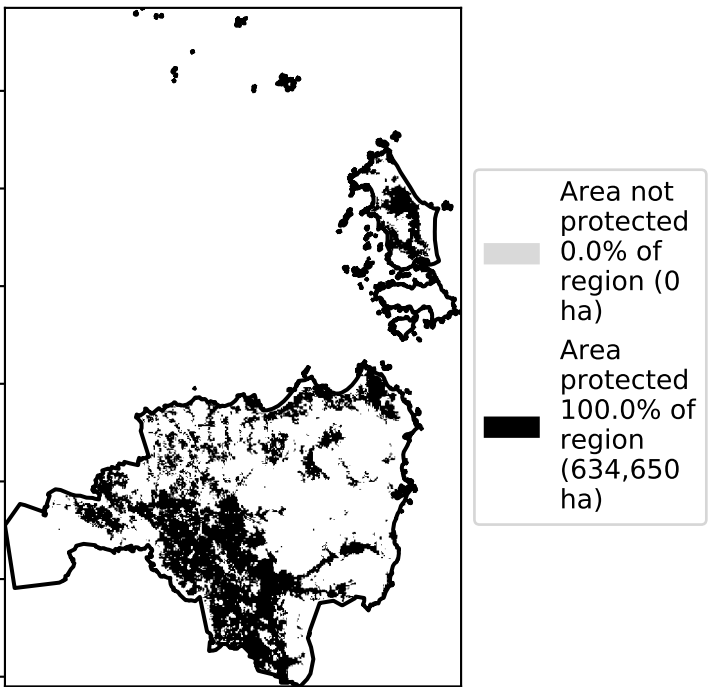 Area not
protected
0.0% of
region (0
ha)
Area
protected
100.0% of
region
(634,650
ha)